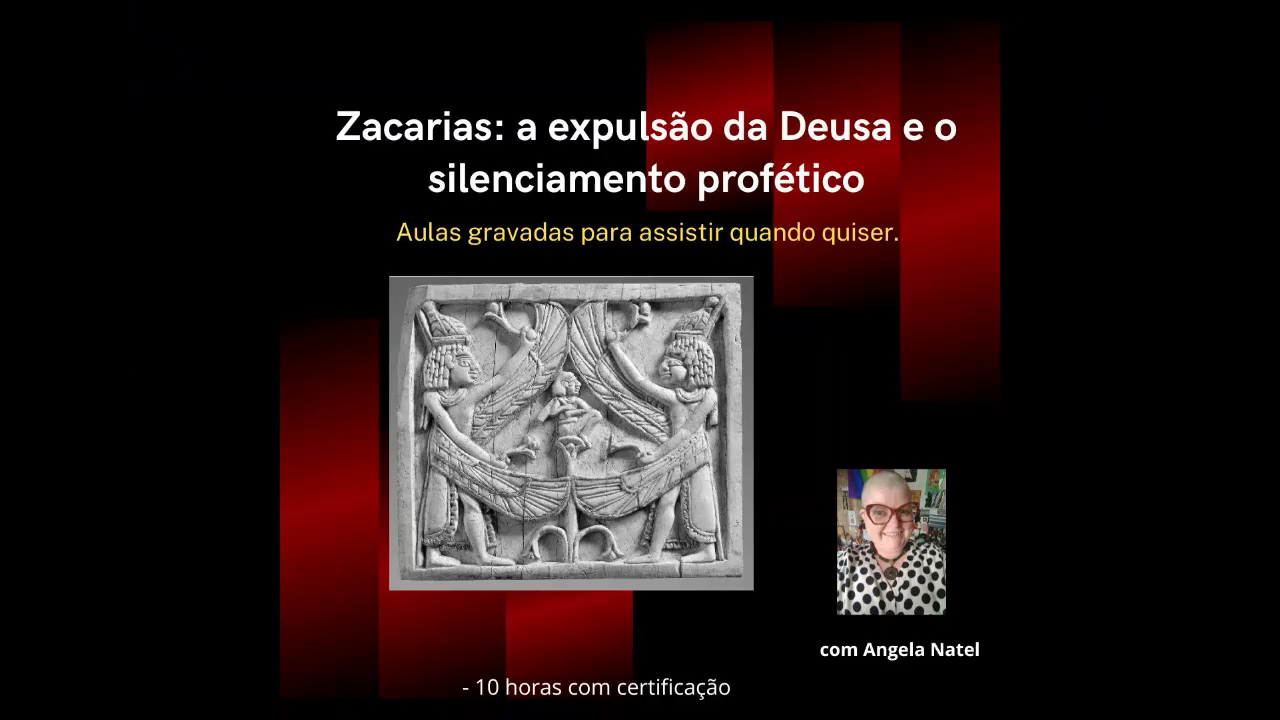 Zacarias: a expulsão da Deusa e o
silenciamento profético
Aulas gravadas para assistir quando quiser.
com Angela Natel
- 10 horas com certificação